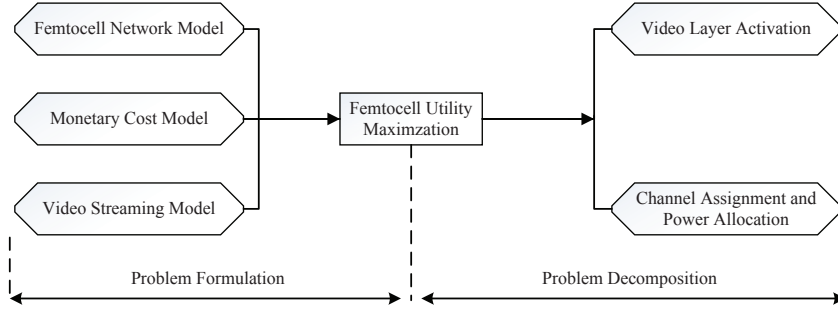 Femtocell Network Model
Monetary Cost Model
Video Streaming Model
Femtocell Utility
Maximzation
Video Layer Activation
Channel Assignment and
Power Allocation
Problem Formulation
Problem Decomposition